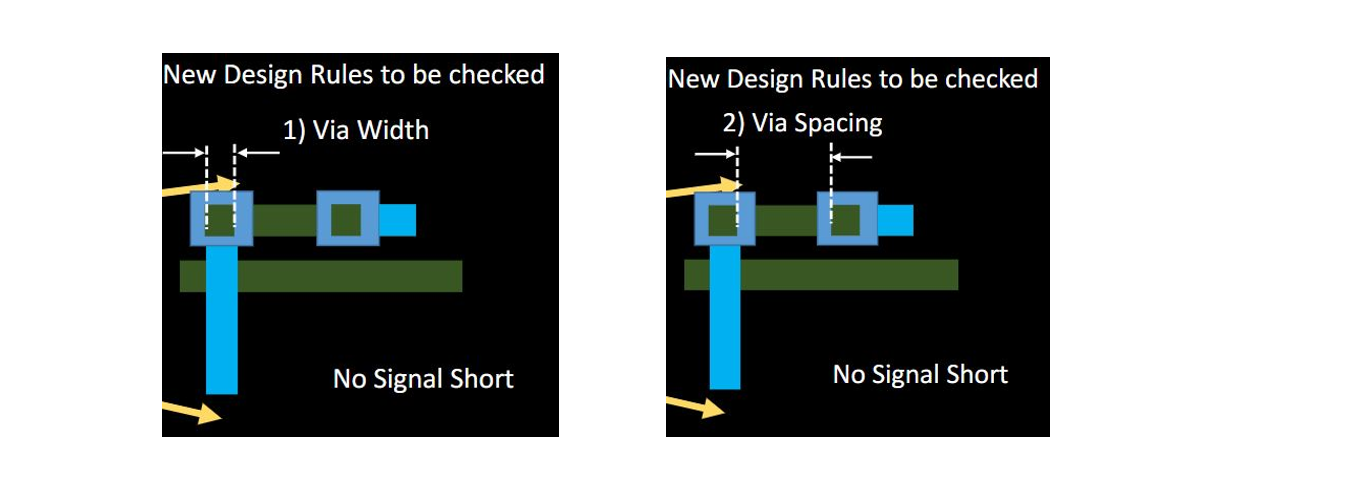 New Design Rules to be checked
1) Via Width
No Signal Short
New Design Rules to be checked
2) Via Spacing
No Signal Short